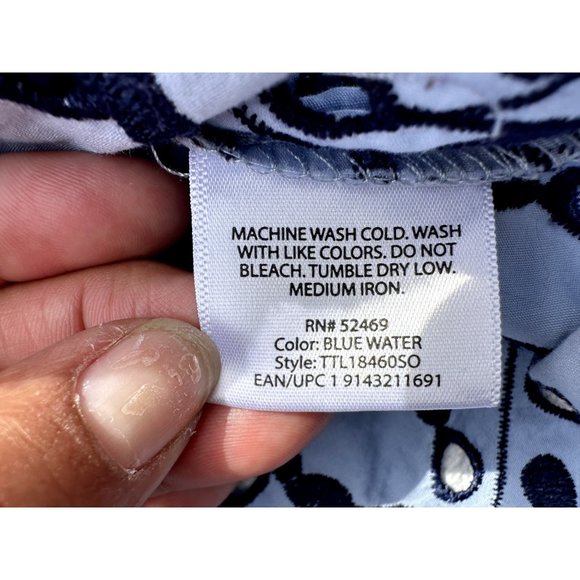 MACHINE WASH COLD. WASH
WITH LIKE COLORS. DO NOT
BLEACH. TUMBLE DRY LOW.
MEDIUM IRON.
RN# 52469
Color: BLUE WATER
Style: TTL18460SO
EAN/UPC 1 9143211691